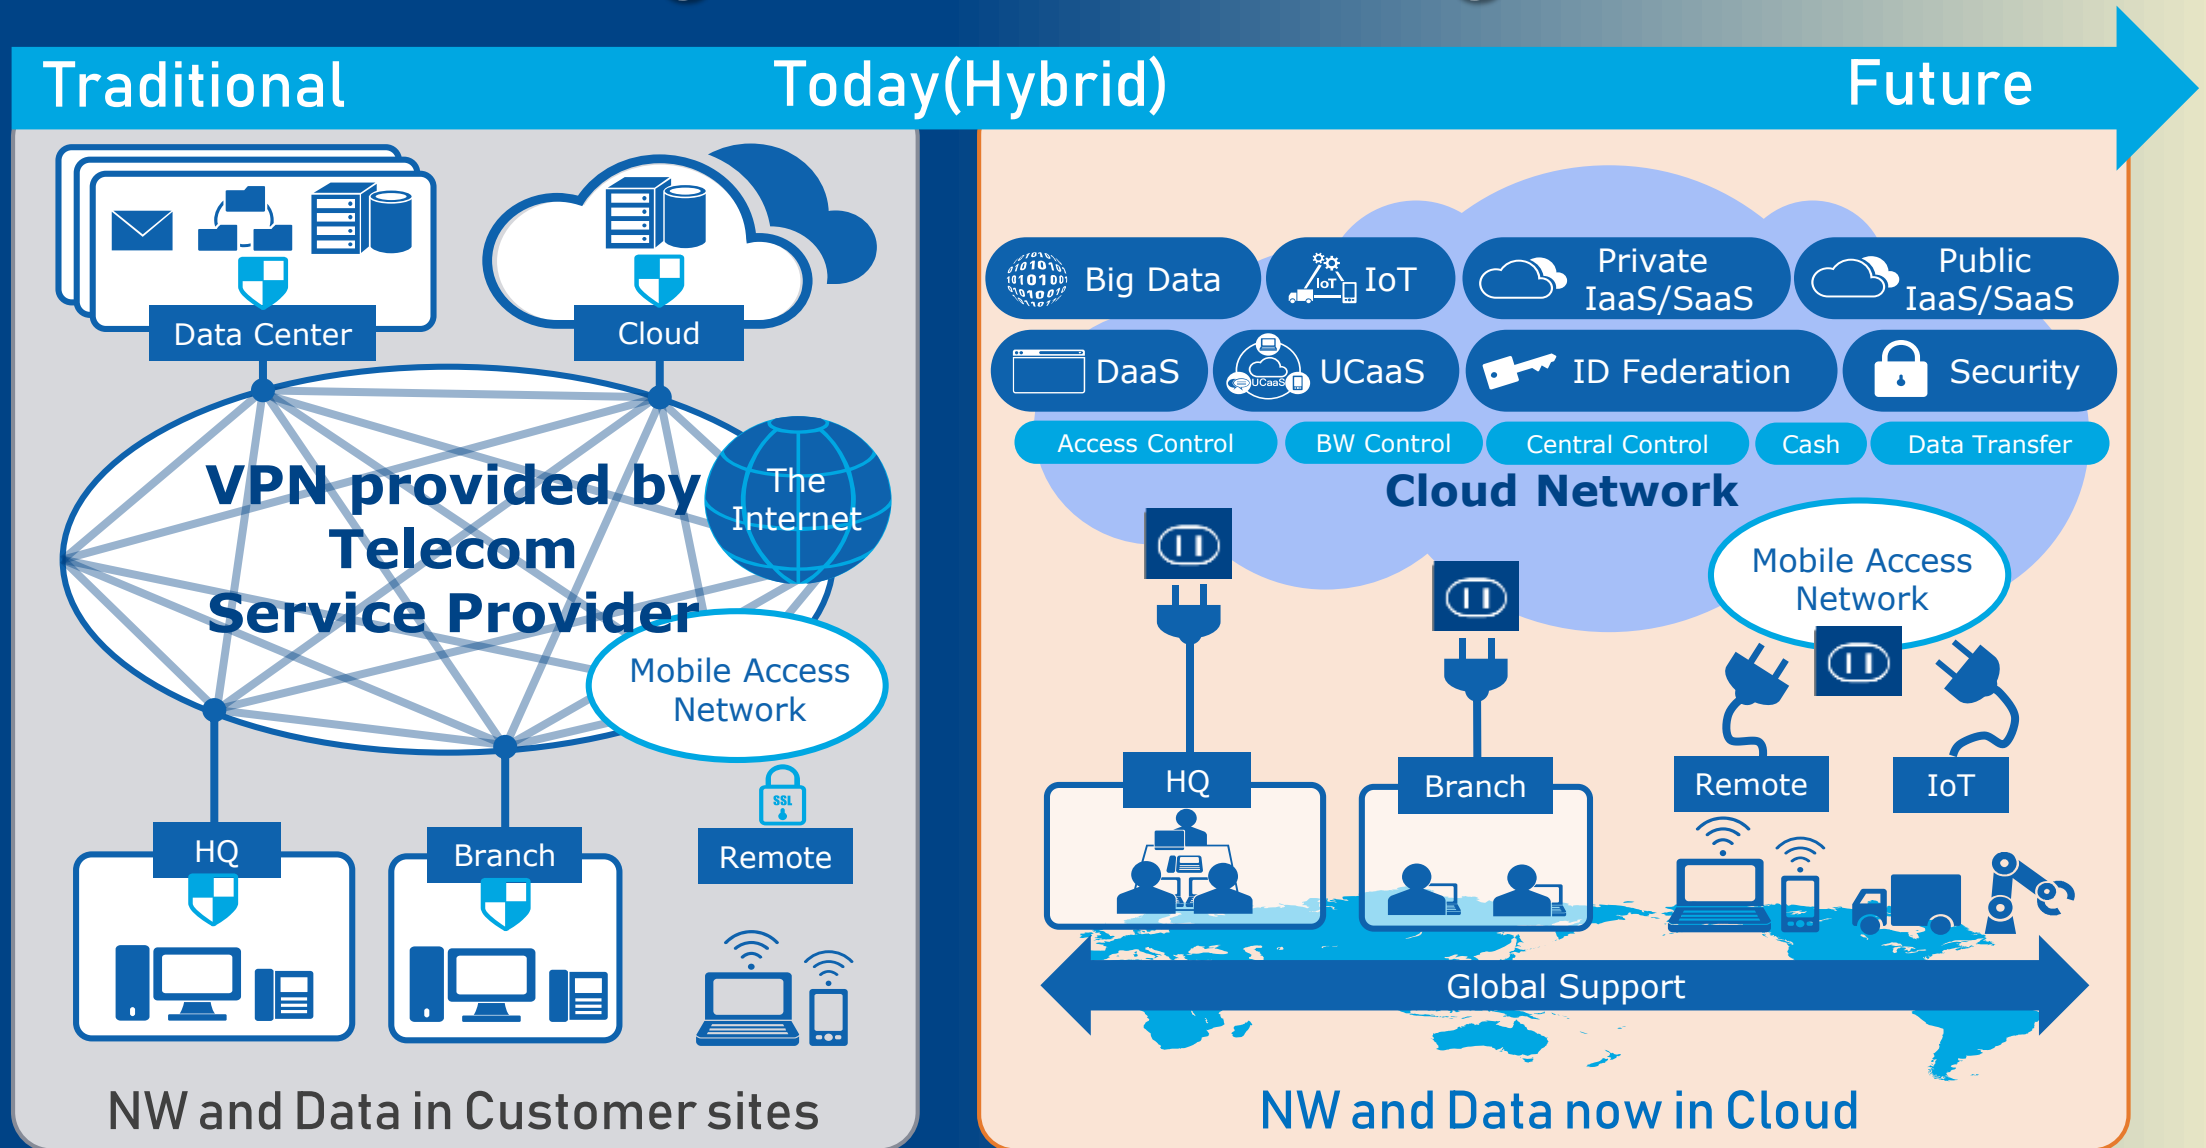 Traditional
Today(Hybrid)
Future
Data Center
Cloud
VPN provided by
Telecom
Service Provider
The
Internet
Mobile Access
Network
SSL
HQ
Branch
Remote
NW and Data in Customer sites
Big Data
IoT
IoT
Private
IaaS/SaaS
Public
IaaS/SaaS
DaaS
UCaaS
UCaaS
ID Federation
Security
Access Control
BW Control
Central Control
Cash
Data Transfer
Cloud Network
Mobile Access
Network
HQ
Branch
Remote
IoT
Global Support
NW and Data now in Cloud